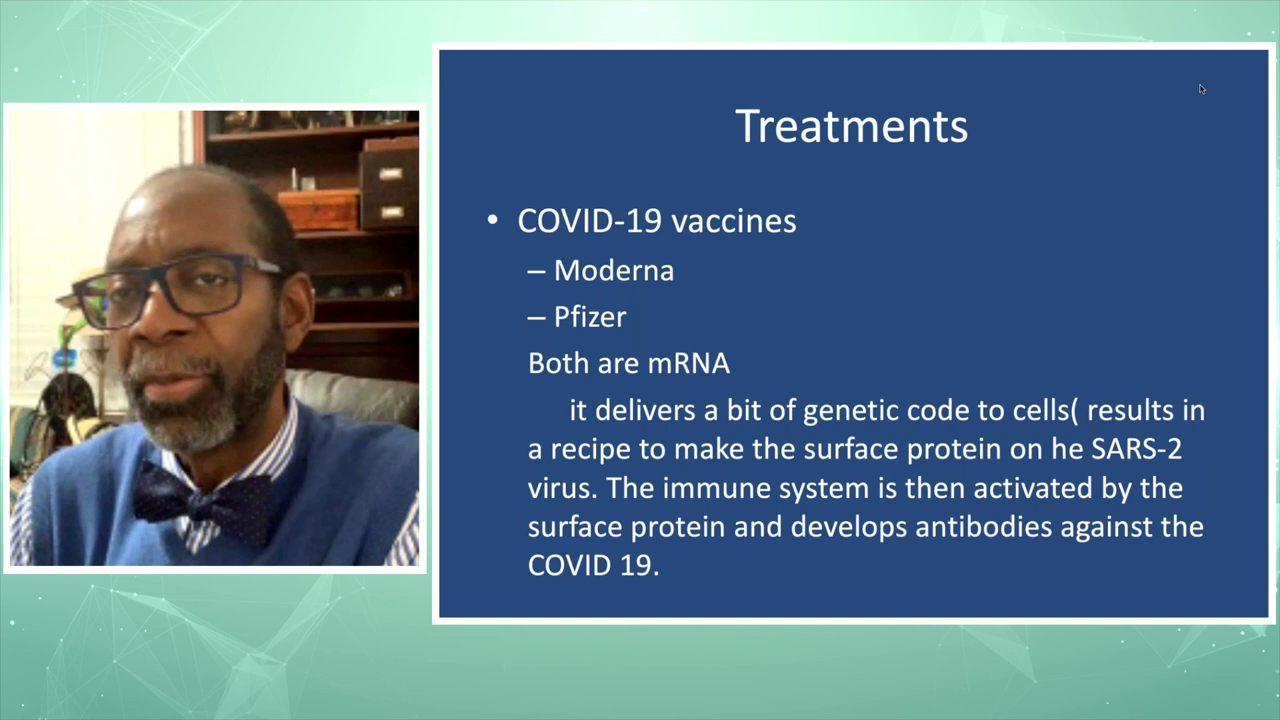 Treatments
• COVID-19 vaccines
– Moderna
– Pfizer
Both are mRNA
it delivers a bit of genetic code to cells( results in
a recipe to make the surface protein on he SARS-2
virus. The immune system is then activated by the
surface protein and develops antibodies against the
COVID 19.